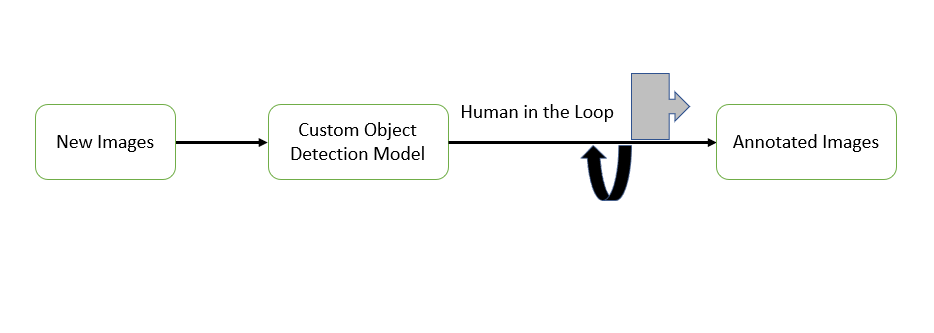 New Images
Custom Object
Detection Model
Human in the Loop
Annotated Images